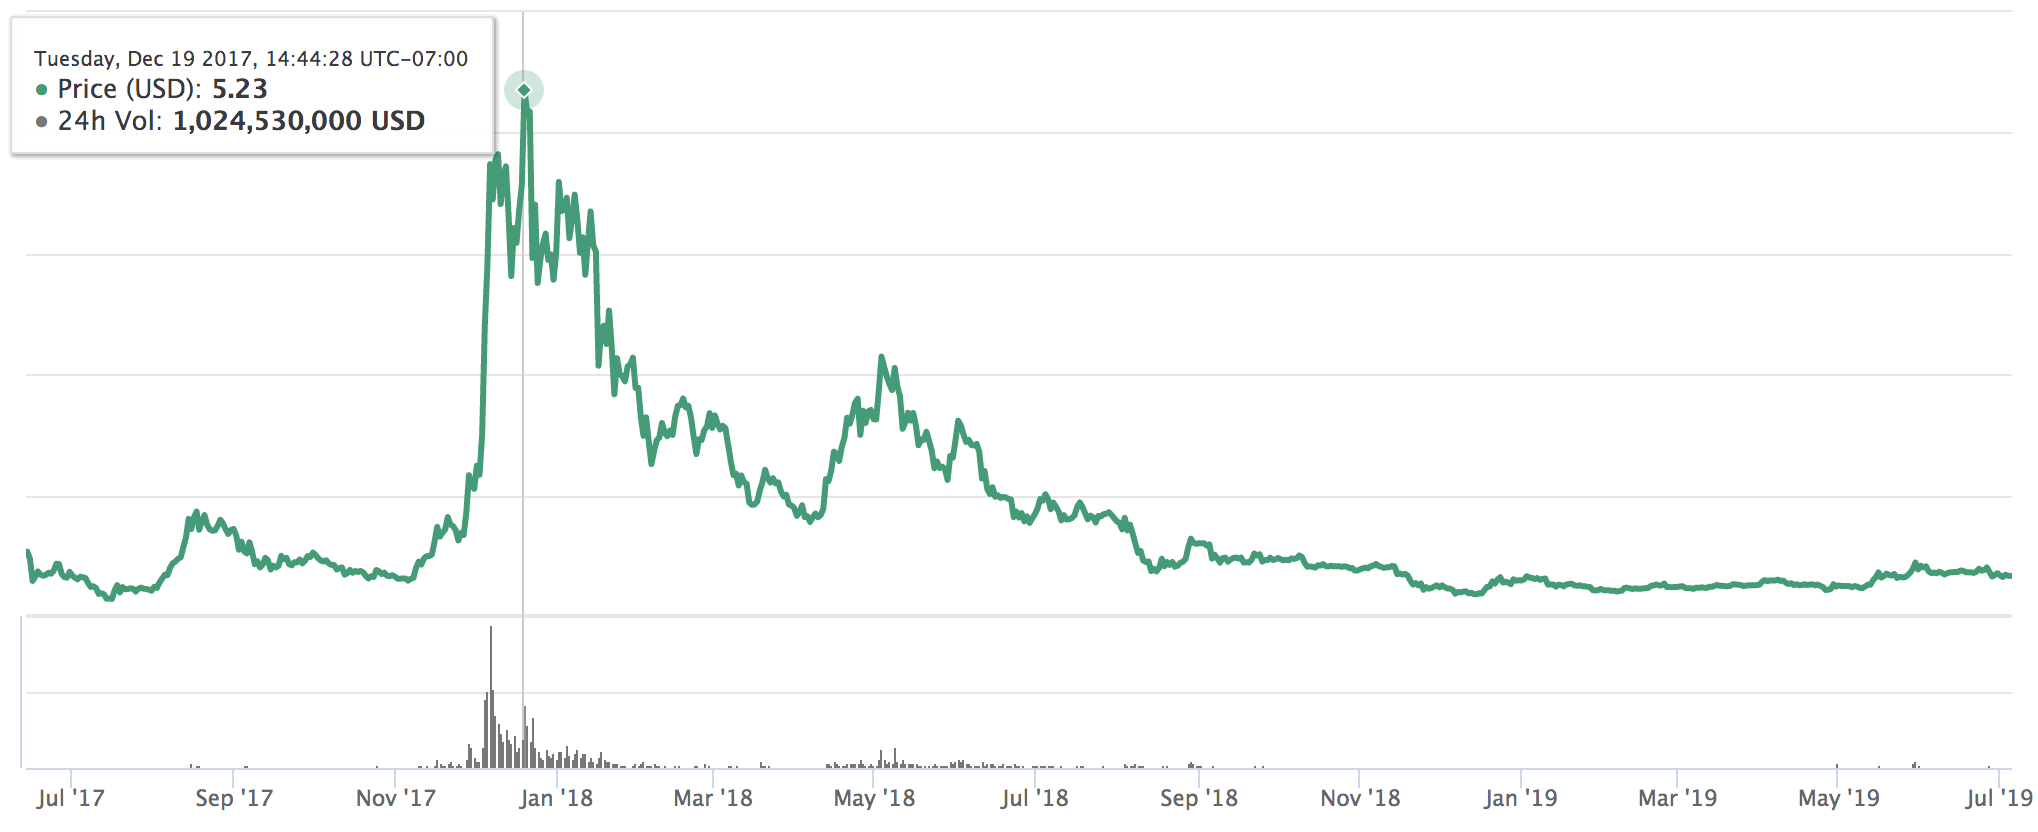 Tuesday, Dec 19 2017, 14:44:28 UTC-07:00
● Price (USD): 5.23
● 24h Vol: 1,024,530,000 USD
Jul '17 Sep '17 Nov '17 Jan '18 Mar '18 May '18 Jul '18 Sep '18 Nov '18 Jan '19 Mar '19 May '19 Jul '19